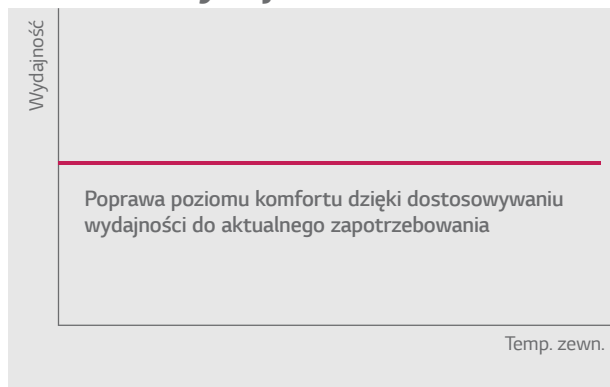 Wydajność
Poprawa poziomu komfortu dzięki dostosowywaniu
wydajności do aktualnego zapotrzebowania
Temp. zewn.